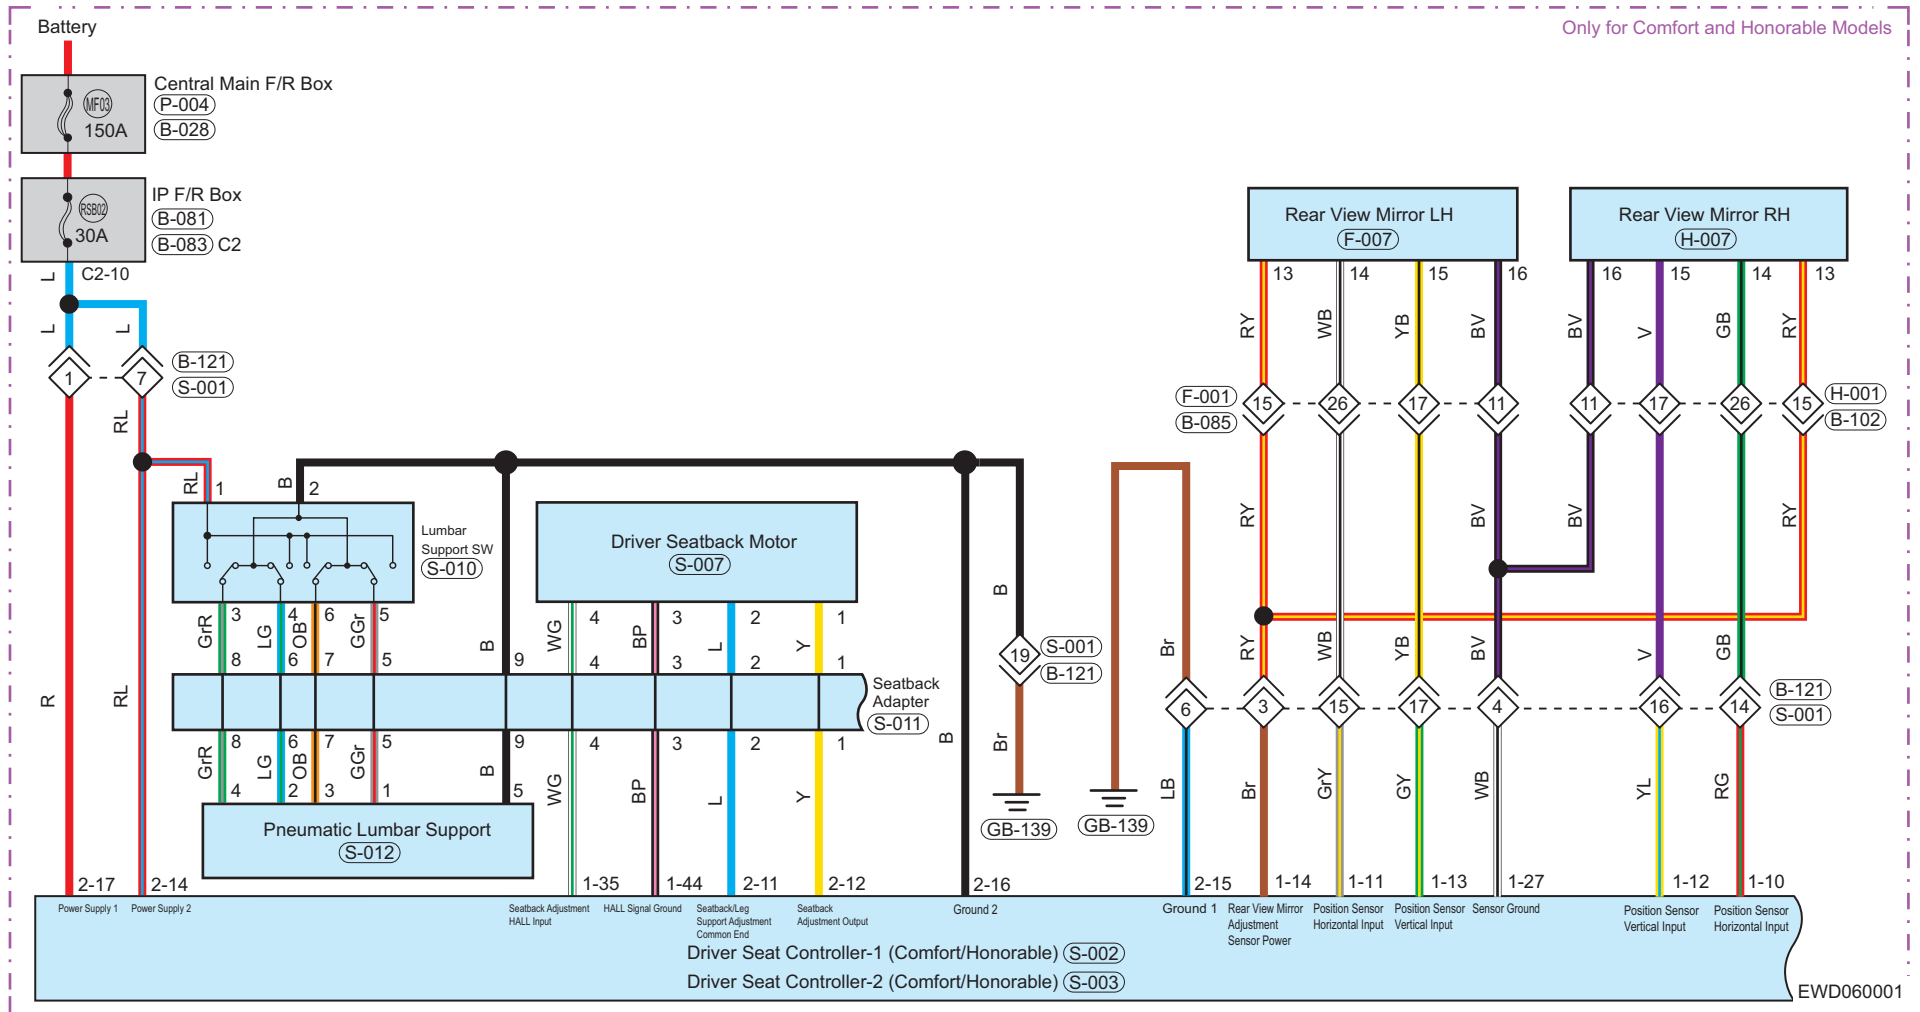 Battery
Only for Comfort and Honorable Models
Central Main F/R Box
MF03
150A
P-004
B-028
IP F/R Box
RSB02
30A
B-081
B-083 C2
L
C2-10
L
L
1
7
B-121
S-001
RL
RL
1
B
2
Lumbar
Support SW
S-010
Driver Seatback Motor
S-007
GrR
3
LG
4
OB
6
GGr
5
B
WG
4
BP
3
L
2
Y
1
8
6
7
5
9
4
3
2
1
Seatback
Adapter
S-011
R
RL
GrR
8
LG
6
OB
7
GGr
5
B
9
WG
4
BP
3
L
2
Y
1
4
2
3
1
5
Pneumatic Lumbar Support
S-012
B
B
19
S-001
B-121
Br
GB-139
GB-139
Br
Rear View Mirror LH
F-007
Rear View Mirror RH
H-007
13
14
15
16
16
15
14
13
RY
WB
YB
BV
BV
V
GB
RY
F-001
B-085
15
26
17
11
11
17
26
15
H-001
B-102
RY
BV
BV
RY
RY
WB
YB
BV
V
GB
6
3
15
17
4
16
14
B-121
S-001
LB
Br
GrY
GY
WB
YL
RG
2-17
2-14
1-35
1-44
2-11
2-12
2-16
2-15
1-14
1-11
1-13
1-27
1-12
1-10
Power Supply 1
Power Supply 2
Seatback Adjustment
HALL Input
HALL Signal Ground
Seatback/Leg
Support Adjustment
Common End
Seatback
Adjustment Output
Ground 2
Ground 1
Rear View Mirror
Adjustment
Sensor Power
Position Sensor
Horizontal Input
Position Sensor
Vertical Input
Sensor Ground
Position Sensor
Vertical Input
Position Sensor
Horizontal Input
Driver Seat Controller-1 (Comfort/Honorable) S-002
Driver Seat Controller-2 (Comfort/Honorable) S-003
EWD060001